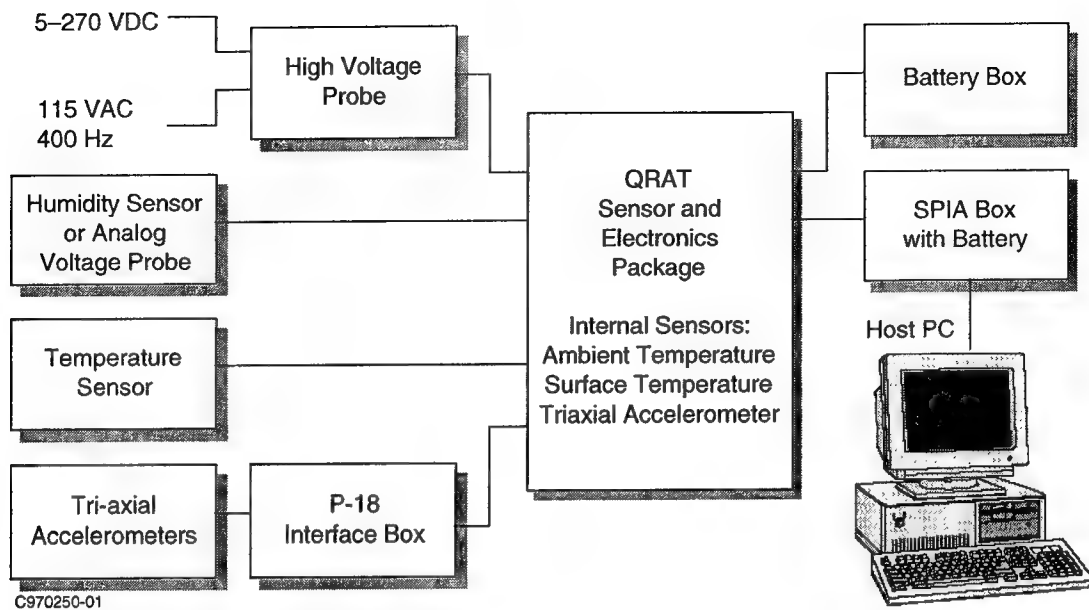 5–270 VDC
115 VAC
400 Hz
High Voltage
Probe
Humidity Sensor
or Analog
Voltage Probe
Temperature
Sensor
Tri-axial
Accelerometers
P-18
Interface Box
QRAT
Sensor and
Electronics
Package
Internal Sensors:
Ambient Temperature
Surface Temperature
Triaxial Accelerometer
Battery Box
SPIA Box
with Battery
Host PC
C970250-01